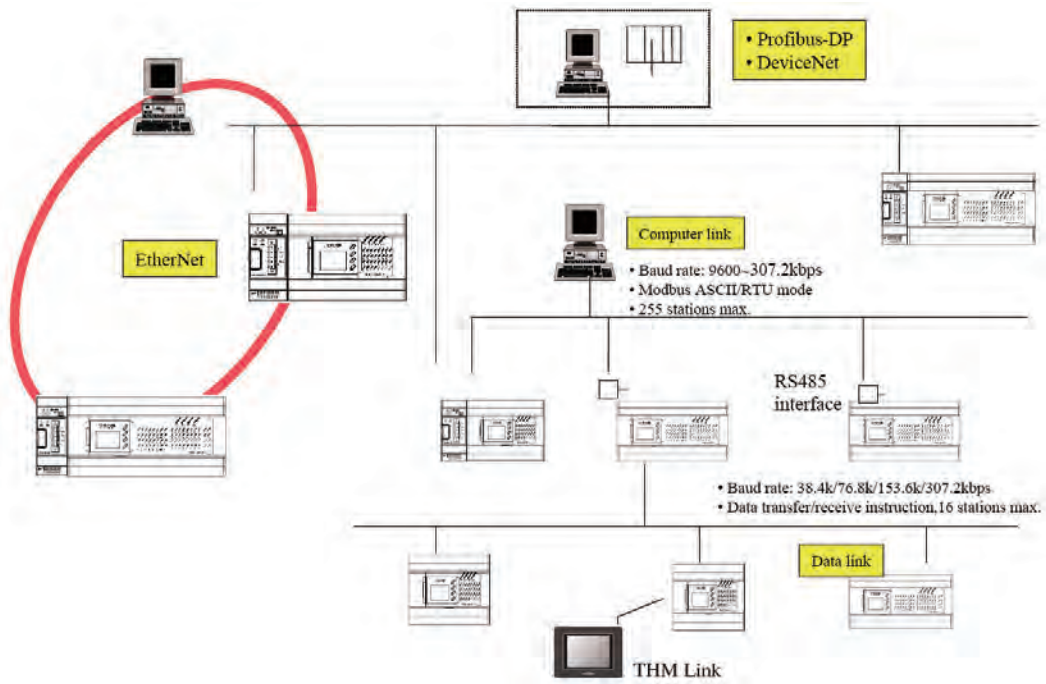 • Profibus-DP
• DeviceNet
EtherNet
Computer link
• Baud rate: 9600~307.2kbps
• Modbus ASCII/RTU mode
• 255 stations max.
RS485
interface
• Baud rate: 38.4k/76.8k/153.6k/307.2kbps
• Data transfer/receive instruction,16 stations max.
Data link
THM Link